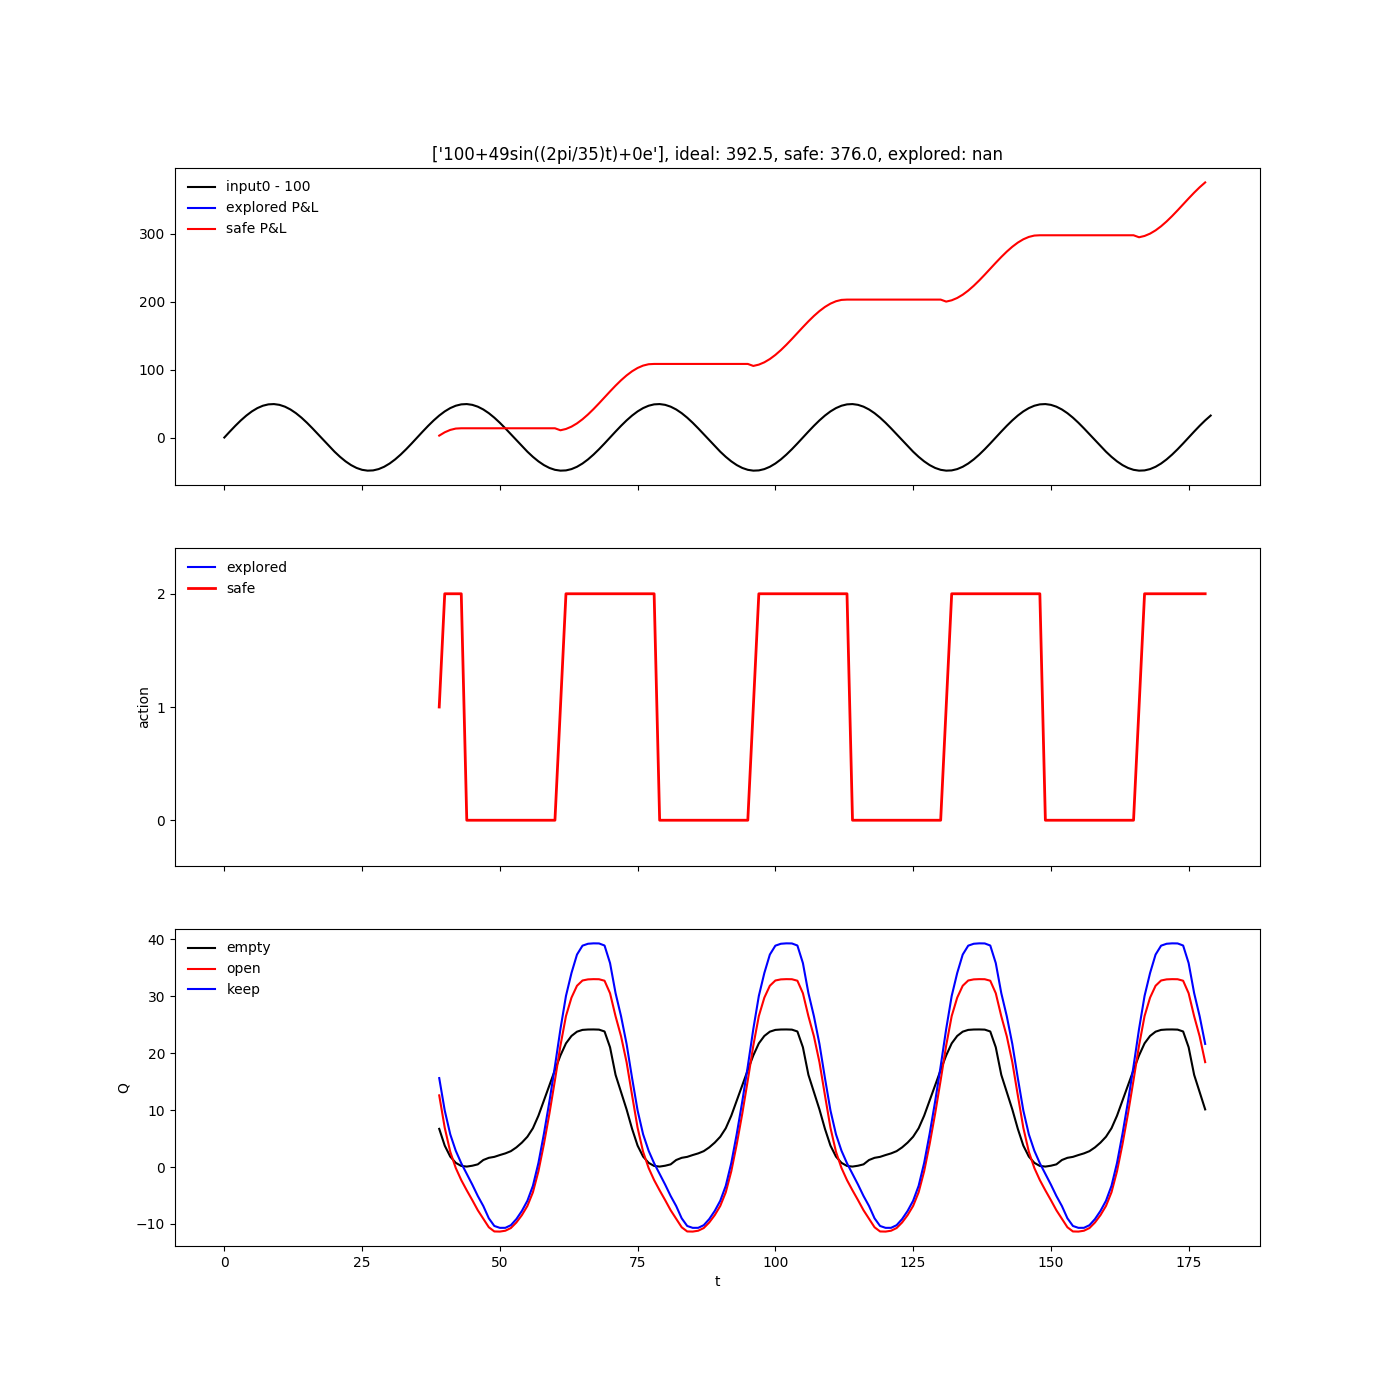 ['100+49sin((2pi/35)t)+0e'], ideal: 392.5, safe: 376.0, explored: nan
input0 - 100
explored P&L
safe P&L
300
200
100
0
explored
safe
2
1
0
action
empty
open
keep
40
30
20
10
0
−10
Q
0 25 50 75 100 125 150 175
t